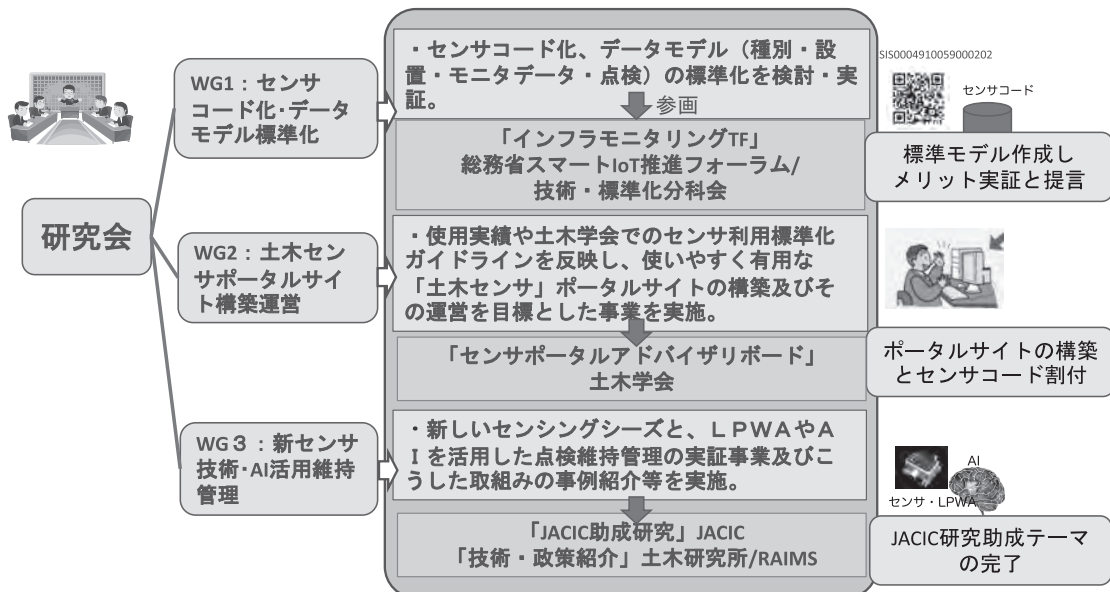 研究会
WG1：センサ
コード化・データ
モデル標準化
・センサコード化、データモデル（種別・設
置・モニタデータ・点検）の標準化を検討・実
証。
参画
「インフラモニタリングTF」
総務省スマートIoT推進フォーラム/
技術・標準化分科会
SIS0004910059000202
センサコード
標準モデル作成し
メリット実証と提言
WG2：土木セン
サポータルサイ
ト構築運営
・使用実績や土木学会でのセンサ利用標準化
ガイドラインを反映し、使いやすく有用な
「土木センサ」ポータルサイトの構築及びそ
の運営を目標とした事業を実施。
「センサポータルアドバイザリボード」
土木学会
ポータルサイトの構築
とセンサコード割付
WG３：新センサ
技術・AI活用維持
管理
・新しいセンシングシーズと、ＬＰＷＡやＡ
Ｉを活用した点検維持管理の実証事業及びこ
うした取組みの事例紹介等を実施。
「JACIC助成研究」JACIC
「技術・政策紹介」土木研究所/RAIMS
AI
センサ・LPWA
JACIC研究助成テーマ
の完了